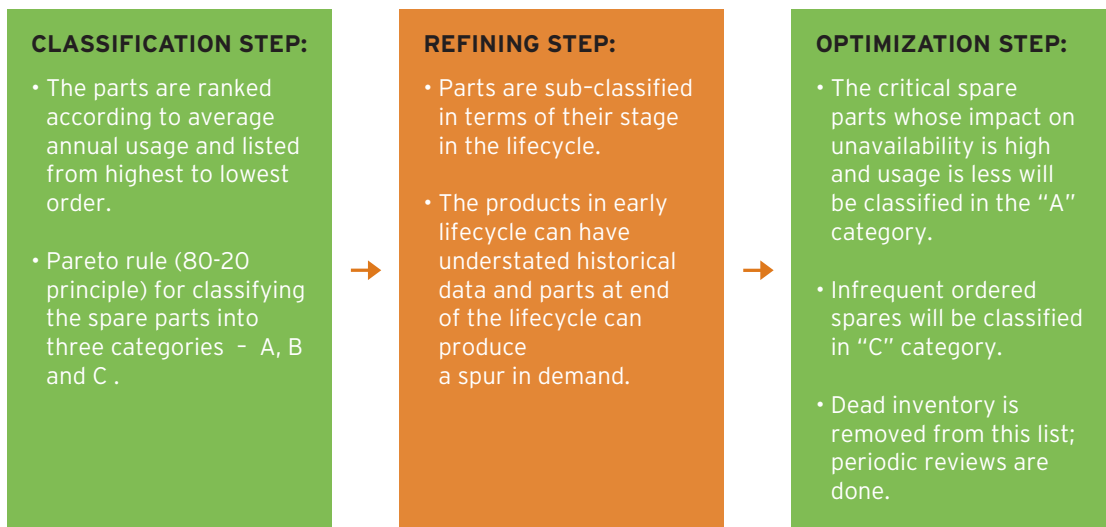 CLASSIFICATION STEP:
• The parts are ranked
according to average
annual usage and listed
from highest to lowest
order.
• Pareto rule (80-20
principle) for classifying
the spare parts into
three categories – A, B
and C .
REFINING STEP:
• Parts are sub–classified
in terms of their stage
in the lifecycle.
• The products in early
lifecycle can have
understated historical
data and parts at end
of the lifecycle can
produce
a spur in demand.
OPTIMIZATION STEP:
• The critical spare
parts whose impact on
unavailability is high
and usage is less will
be classified in the “A”
category.
• Infrequent ordered
spares will be classified
in “C” category.
• Dead inventory is
removed from this list;
periodic reviews are
done.